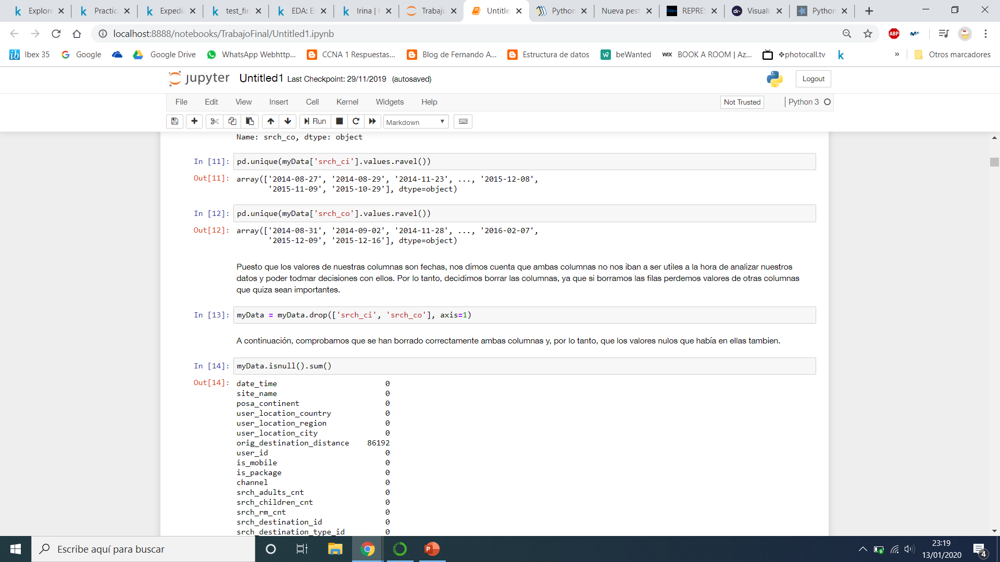 Explore
Practica
Expedi
test_fin
EDA: E
Irina |
Trabajo
Untitle
Python
Nueva pest
REPRES
Visuali
Python
localhost:8888/notebooks/TrabajoFinal/Untitled1.ipynb
ABP
Ibex 35
Google
Google Drive
WhatsApp Webhttp...
CCNA 1 Respuestas...
Blog de Fernando A...
Estructura de datos
beWanted
WIX BOOK A ROOM | Az...
❖photocall.tv
»
Otros marcadores
jupyter Untitled1 Last Checkpoint: 29/11/2019 (autosaved)
Logout
File Edit View Insert Cell Kernel Widgets Help
Not Trusted
Python 3
Run
Markdown
Name: srch_co, dtype: object
In [11]: pd.unique(myData['srch_ci'].values.ravel())
Out[11]: array(['2014-08-27', '2014-08-29', '2014-11-23', ..., '2015-12-08',
'2015-11-09', '2015-10-29'], dtype=object)
In [12]: pd.unique(myData['srch_co'].values.ravel())
Out[12]: array(['2014-08-31', '2014-09-02', '2014-11-28', ..., '2016-02-07',
'2015-12-09', '2015-12-16'], dtype=object)
Puesto que los valores de nuestras columnas son fechas, nos dimos cuenta que ambas columnas no nos iban a ser utiles a la hora de analizar nuestros
datos y poder todmar decisiones con ellos. Por lo tanto, decidimos borrar las columnas, ya que si borramos las filas perdemos valores de otras columnas
que quiza sean importantes.
In [13]: myData = myData.drop(['srch_ci', 'srch_co'], axis=1)
A continuación, comprobamos que se han borrado correctamente ambas columnas y, por lo tanto, que los valores nulos que había en ellas tambien.
In [14]: myData.isnull().sum()
Out[14]: date_time 0
site_name 0
posa_continent 0
user_location_country 0
user_location_region 0
user_location_city 0
orig_destination_distance 86192
user_id 0
is_mobile 0
is_package 0
channel 0
srch_adults_cnt 0
srch_children_cnt 0
srch_rm_cnt 0
srch_destination_id 0
srch_destination_type_id 0
Escribe aquí para buscar
23:19
13/01/2020
4